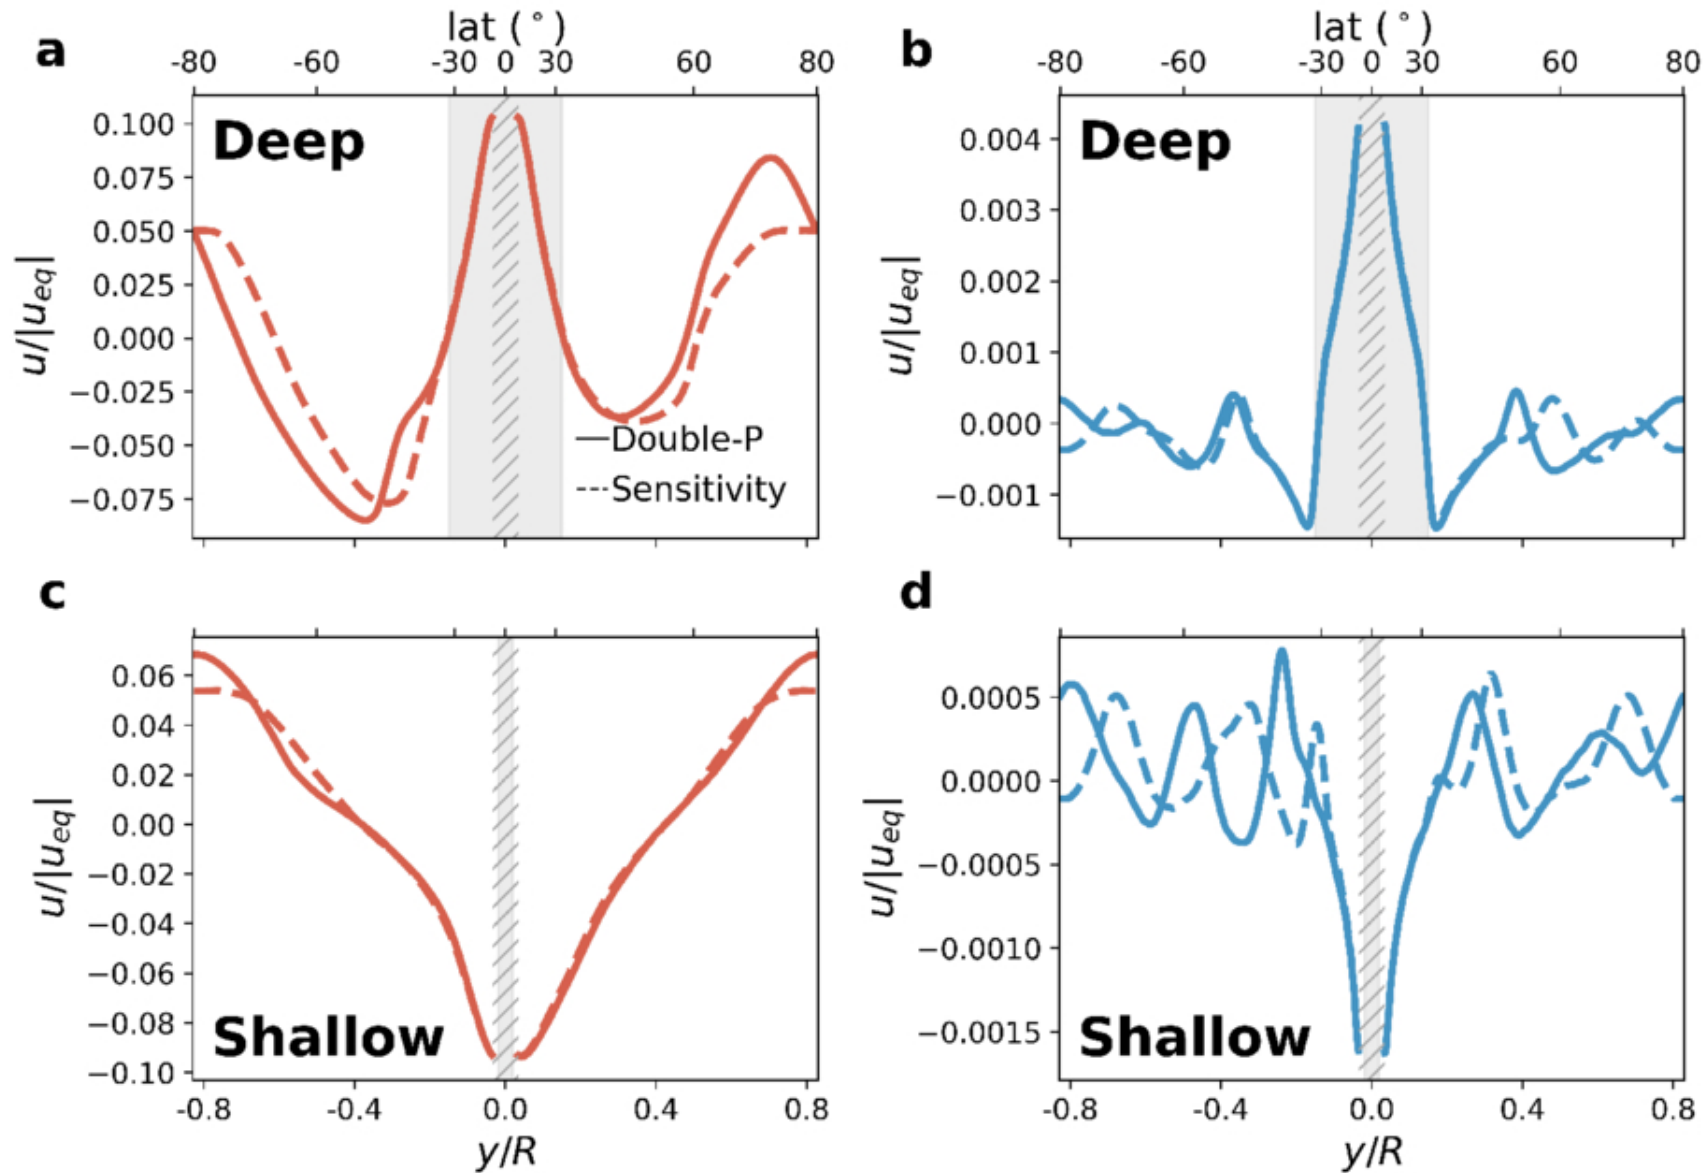 a
lat (°)
-80 -60 -30 0 30 60 80
Deep
0.100
0.075
0.050
0.025
0.000
−0.025
−0.050
−0.075
u/|u_eq|
Double-P
Sensitivity
b
lat (°)
-80 -60 -30 0 30 60 80
Deep
0.004
0.003
0.002
0.001
0.000
−0.001
u/|u_eq|
c
0.06
0.04
0.02
0.00
−0.02
−0.04
−0.06
−0.08
−0.10
u/|u_eq|
Shallow
-0.8 -0.4 0.0 0.4 0.8
y/R
d
0.0005
0.0000
−0.0005
−0.0010
−0.0015
u/|u_eq|
Shallow
-0.8 -0.4 0.0 0.4 0.8
y/R